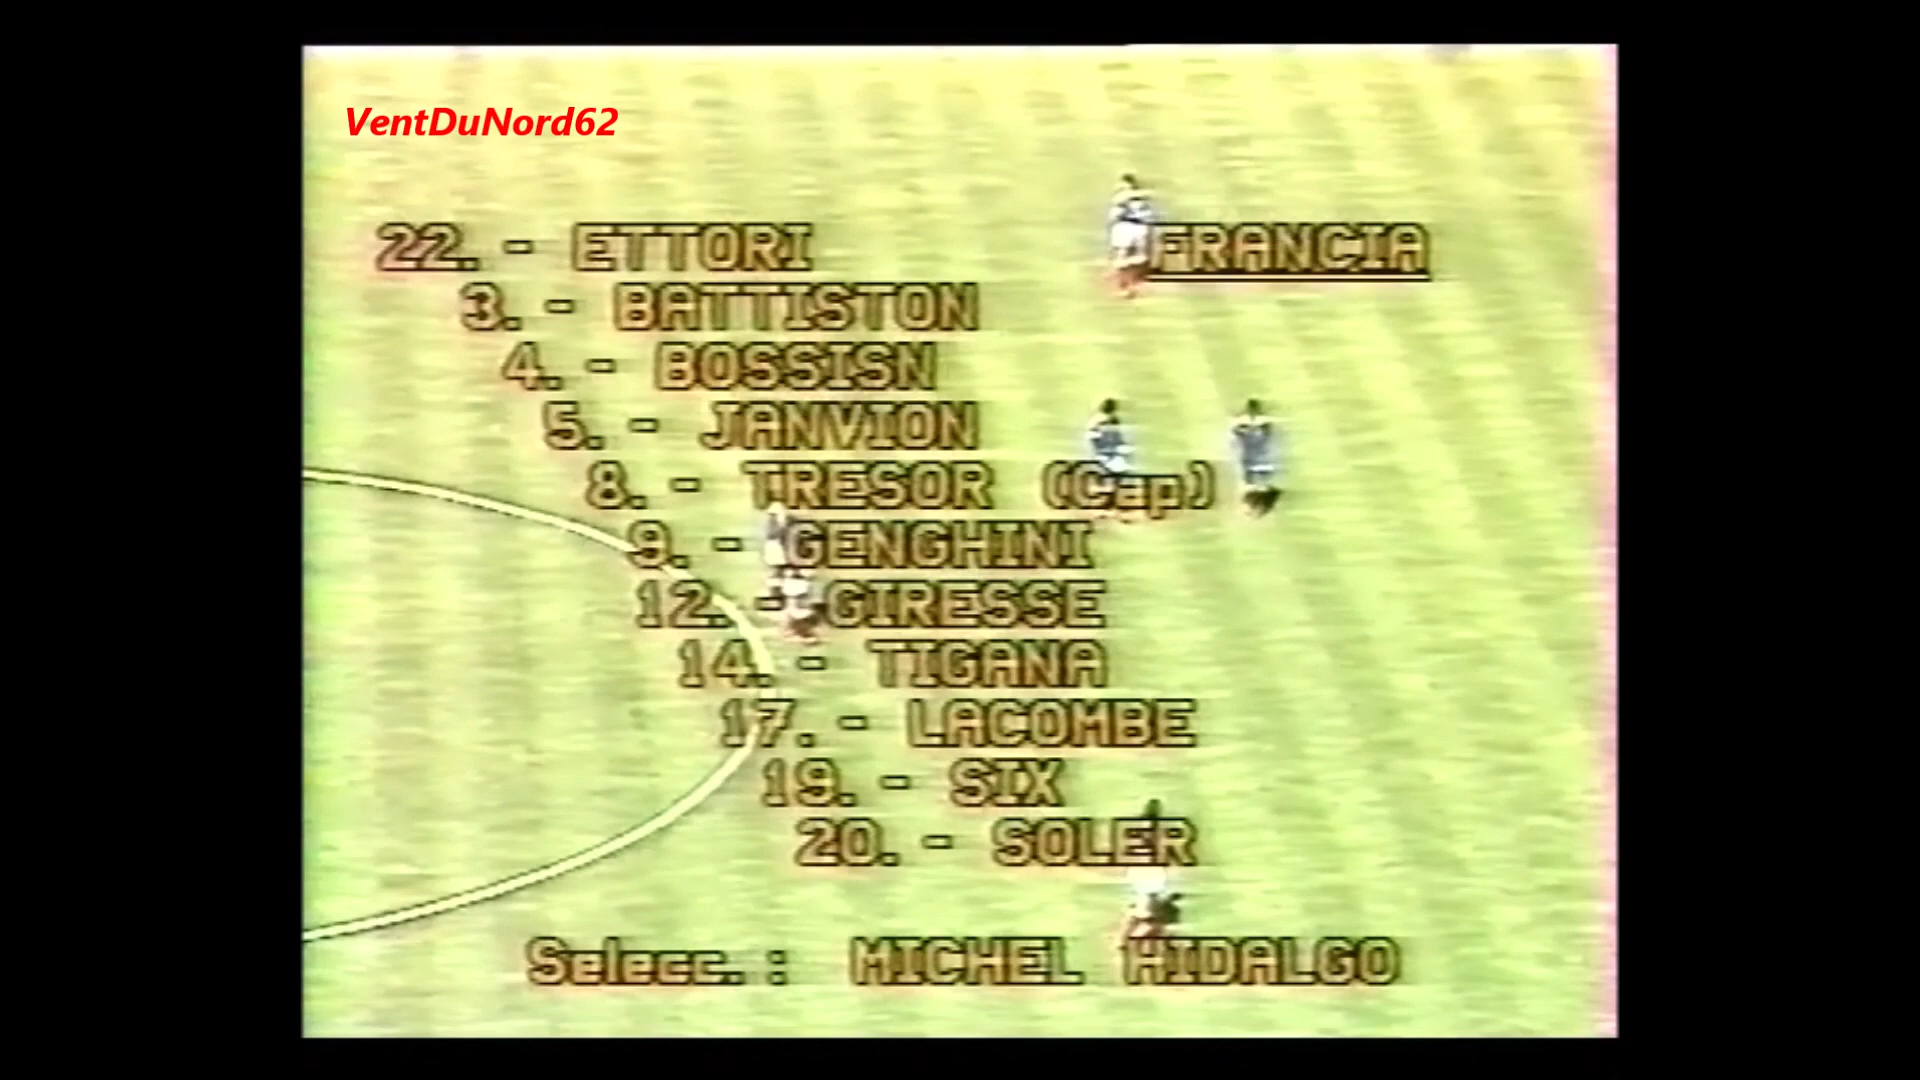 VentDuNord62
22. - ETTORI FRANCIA
3. - BATTISTON
4. - BOSSISN
5. - JANVION
8. - TRESOR (Cap)
9. - GENGHINI
12. - GIRESSE
14. - TIGANA
17. - LACOMBE
19. - SIX
20. - SOLER
Selecc. : MICHEL HIDALGO